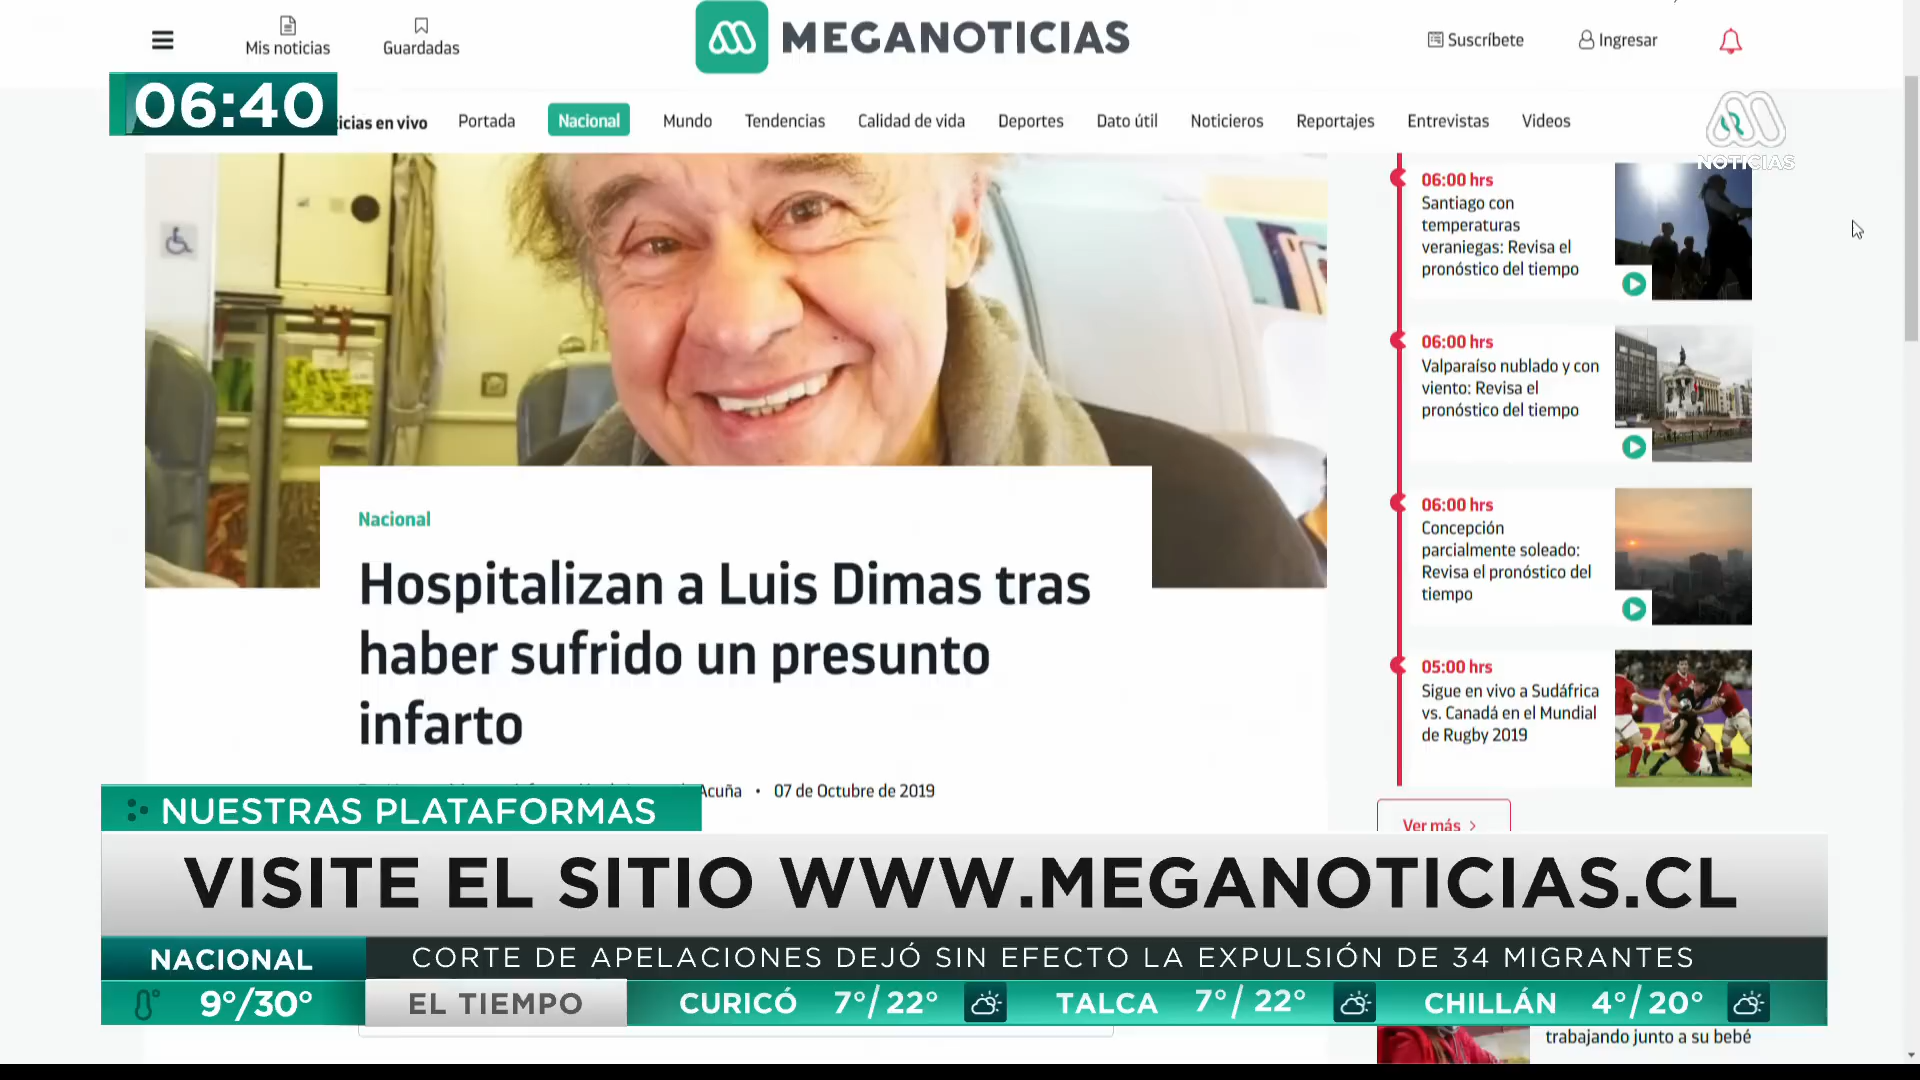 Mis noticias
Guardadas
MEGANOTICIAS
Suscríbete
Ingresar
06:40
en vivo
Portada
Nacional
Mundo
Tendencias
Calidad de vida
Deportes
Dato útil
Noticieros
Reportajes
Entrevistas
Videos
NOTICIAS
Nacional
Hospitalizan a Luis Dimas tras
haber sufrido un presunto
infarto
Acuña • 07 de Octubre de 2019
06:00 hrs
Santiago con
temperaturas
veraniegas: Revisa el
pronóstico del tiempo
06:00 hrs
Valparaíso nublado y con
viento: Revisa el
pronóstico del tiempo
06:00 hrs
Concepción
parcialmente soleado:
Revisa el pronóstico del
tiempo
05:00 hrs
Sigue en vivo a Sudáfrica
vs. Canadá en el Mundial
de Rugby 2019
Ver más >
NUESTRAS PLATAFORMAS
VISITE EL SITIO WWW.MEGANOTICIAS.CL
NACIONAL
CORTE DE APELACIONES DEJÓ SIN EFECTO LA EXPULSIÓN DE 34 MIGRANTES
9°/30°
EL TIEMPO
CURICÓ 7°/22°
TALCA 7°/22°
CHILLÁN 4°/20°
trabajando junto a su bebé